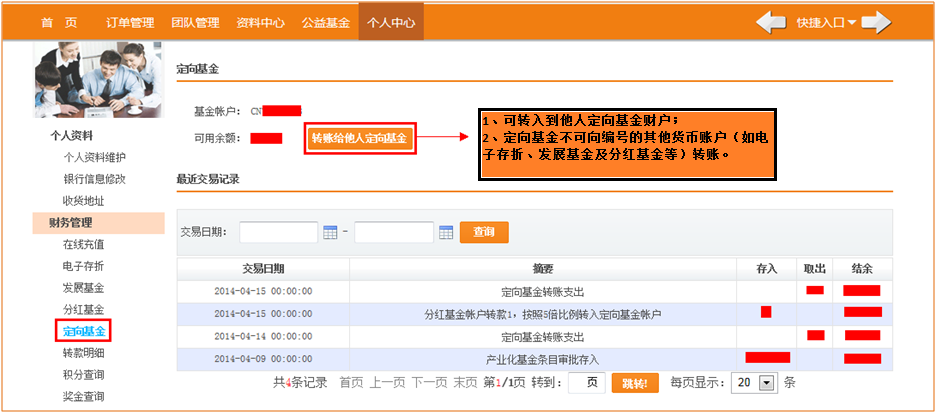 首 页 订单管理 团队管理 资料中心 公益基金 个人中心 快捷入口
定向基金
基金帐户： CN
可用余额： 转账给他人定向基金
1、可转入到他人定向基金财户；
2、定向基金不可向编号的其他货币账户（如电
子存折、发展基金及分红基金等）转账。
个人资料
个人资料维护
银行信息修改
收货地址
财务管理
在线充值
电子存折
发展基金
分红基金
定向基金
转款明细
积分查询
奖金查询
最近交易记录
交易日期： - 查询
交易日期 摘要 存入 取出 结余
2014-04-15 00:00:00 定向基金转账支出
2014-04-15 00:00:00 分红基金帐户转款1，按照5倍比例转入定向基金帐户
2014-04-14 00:00:00 定向基金转账支出
2014-04-09 00:00:00 产业化基金条目审批存入
共4条记录 首页 上一页 下一页 末页 第1/1页 转到： 页 跳转! 每页显示： 20 条